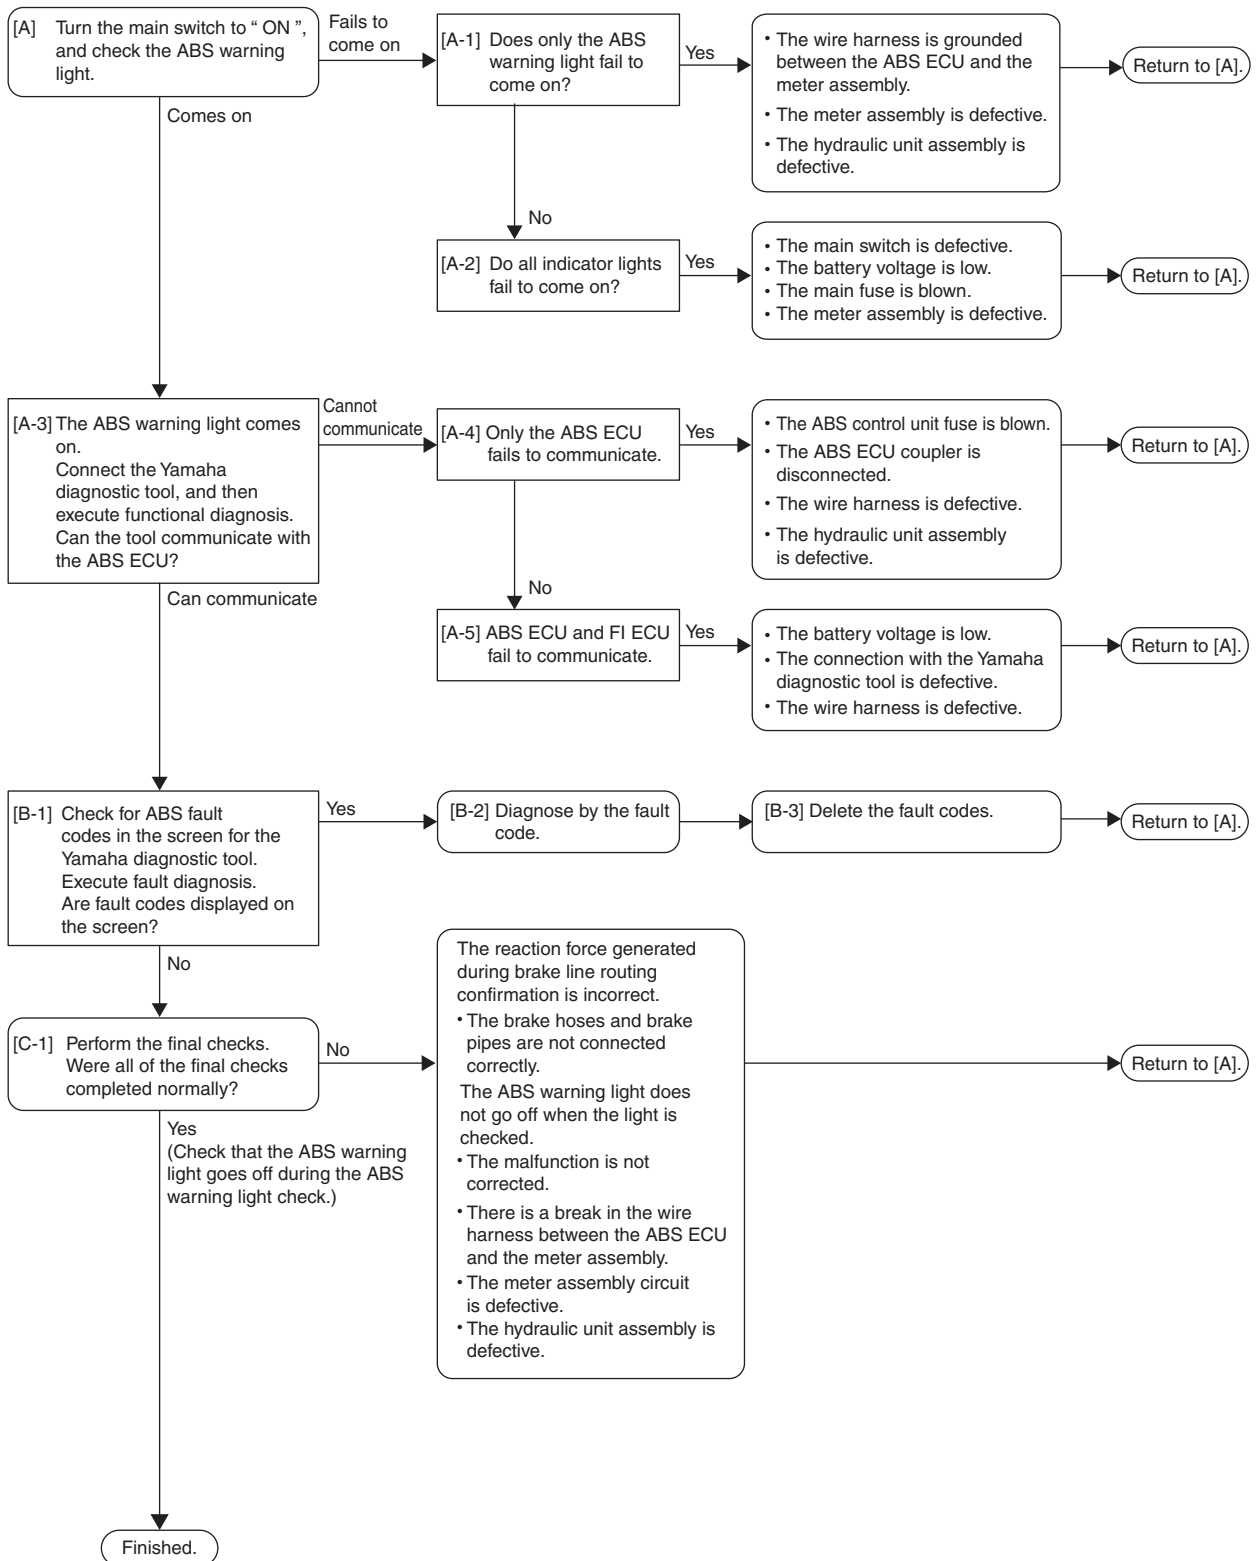 [A] Turn the main switch to “ ON ”,
and check the ABS warning
light.
Fails to
come on
[A-1] Does only the ABS
warning light fail to
come on?
Yes
• The wire harness is grounded
between the ABS ECU and the
meter assembly.
• The meter assembly is defective.
• The hydraulic unit assembly is
defective.
Return to [A].
Comes on
No
[A-2] Do all indicator lights
fail to come on?
Yes
• The main switch is defective.
• The battery voltage is low.
• The main fuse is blown.
• The meter assembly is defective.
Return to [A].
[A-3] The ABS warning light comes
on.
Connect the Yamaha
diagnostic tool, and then
execute functional diagnosis.
Can the tool communicate with
the ABS ECU?
Cannot
communicate
[A-4] Only the ABS ECU
fails to communicate.
Yes
• The ABS control unit fuse is blown.
• The ABS ECU coupler is
disconnected.
• The wire harness is defective.
• The hydraulic unit assembly
is defective.
Return to [A].
Can communicate
No
[A-5] ABS ECU and FI ECU
fail to communicate.
Yes
• The battery voltage is low.
• The connection with the Yamaha
diagnostic tool is defective.
• The wire harness is defective.
Return to [A].
[B-1] Check for ABS fault
codes in the screen for the
Yamaha diagnostic tool.
Execute fault diagnosis.
Are fault codes displayed on
the screen?
Yes
[B-2] Diagnose by the fault
code.
[B-3] Delete the fault codes.
Return to [A].
No
[C-1] Perform the final checks.
Were all of the final checks
completed normally?
No
The reaction force generated
during brake line routing
confirmation is incorrect.
• The brake hoses and brake
pipes are not connected
correctly.
The ABS warning light does
not go off when the light is
checked.
• The malfunction is not
corrected.
• There is a break in the wire
harness between the ABS ECU
and the meter assembly.
• The meter assembly circuit
is defective.
• The hydraulic unit assembly is
defective.
Return to [A].
Yes
(Check that the ABS warning
light goes off during the ABS
warning light check.)
Finished.